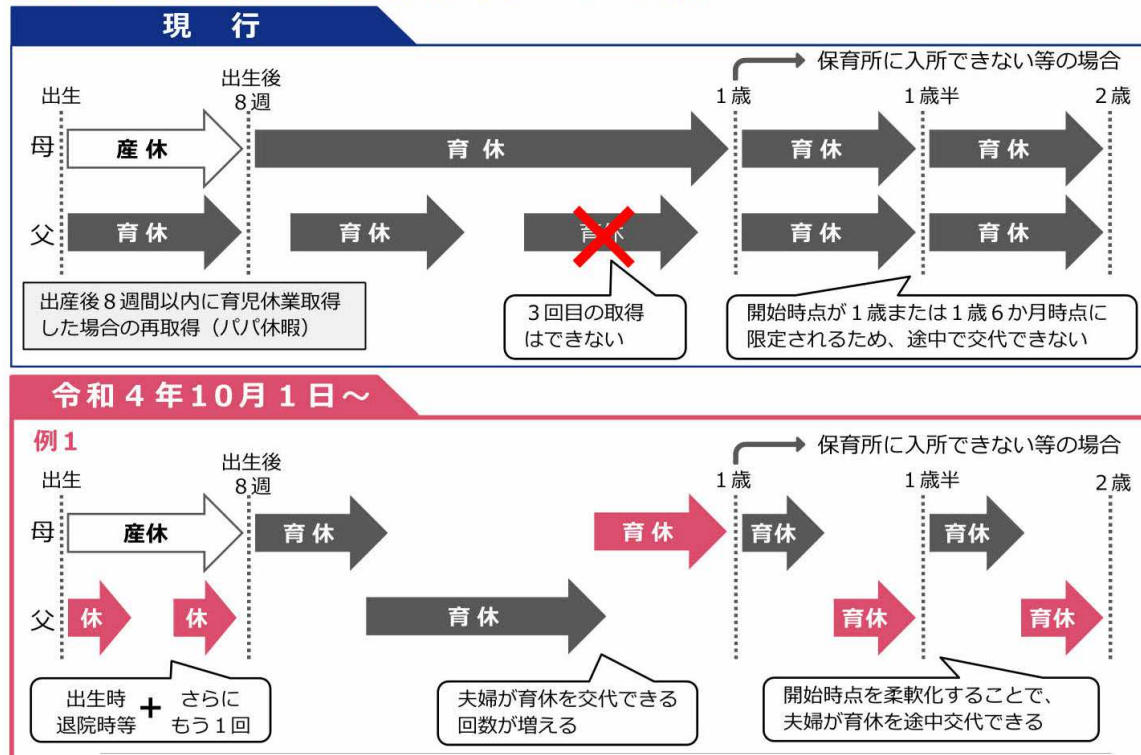 現 行
保育所に入所できない等の場合
出生
出生後
8週
1歳
1歳半
2歳
母
産休
育休
育休
育休
父
育休
育休
育休
育休
育休
出産後8週間以内に育児休業取得
した場合の再取得（パパ休暇）
3回目の取得
はできない
開始時点が1歳または1歳6か月時点に
限定されるため、途中で交代できない
令和4年10月1日～
例1
保育所に入所できない等の場合
出生
出生後
8週
1歳
1歳半
2歳
母
産休
育休
育休
育休
育休
父
休
休
育休
育休
育休
出生時
退院時等
+
さらに
もう1回
夫婦が育休を交代できる
回数が増える
開始時点を柔軟化することで、
夫婦が育休を途中交代できる